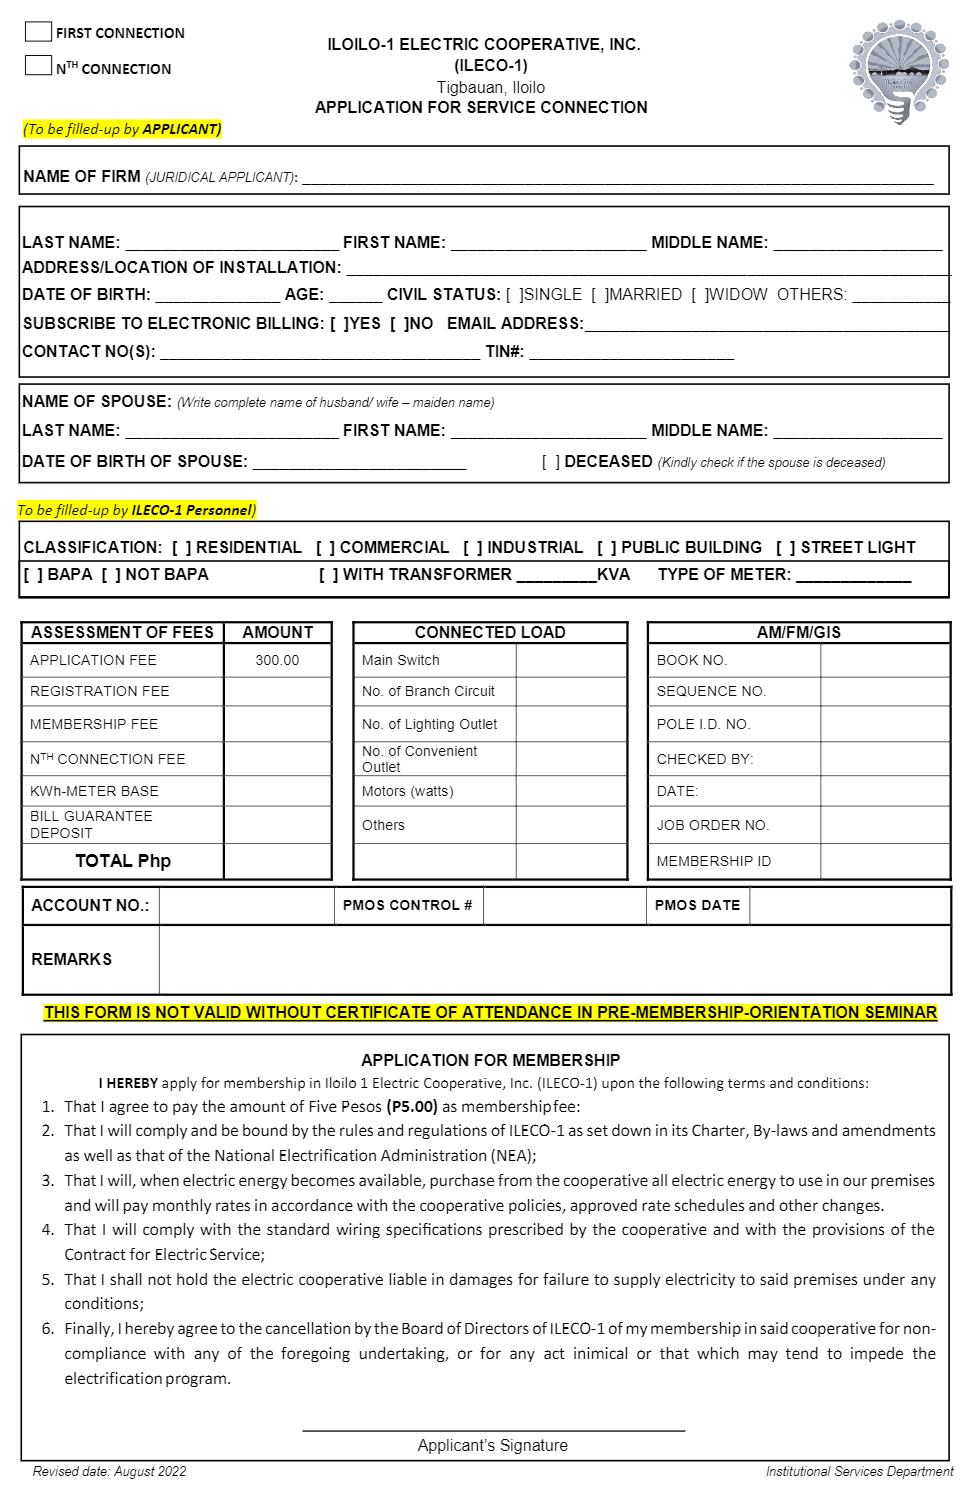 FIRST CONNECTION
NTH CONNECTION
ILOILO-1 ELECTRIC COOPERATIVE, INC.
(ILECO-1)
Tigbauan, Iloilo
APPLICATION FOR SERVICE CONNECTION
(To be filled-up by APPLICANT)
NAME OF FIRM (JURIDICAL APPLICANT): ____________________
LAST NAME: ____________________ FIRST NAME: ____________________ MIDDLE NAME: ____________________
ADDRESS/LOCATION OF INSTALLATION: ____________________
DATE OF BIRTH: ______________ AGE: ______ CIVIL STATUS: [ ]SINGLE [ ]MARRIED [ ]WIDOW OTHERS: ___________
SUBSCRIBE TO ELECTRONIC BILLING: [ ]YES [ ]NO EMAIL ADDRESS:____________________
CONTACT NO(S): ____________________ TIN#: ____________________
NAME OF SPOUSE: (Write complete name of husband/ wife – maiden name)
LAST NAME: ____________________ FIRST NAME: ____________________ MIDDLE NAME: ____________________
DATE OF BIRTH OF SPOUSE: ____________________ [ ] DECEASED (Kindly check if the spouse is deceased)
To be filled-up by ILECO-1 Personnel)
CLASSIFICATION: [ ] RESIDENTIAL [ ] COMMERCIAL [ ] INDUSTRIAL [ ] PUBLIC BUILDING [ ] STREET LIGHT
[ ] BAPA [ ] NOT BAPA [ ] WITH TRANSFORMER _________KVA TYPE OF METER: _____________
ASSESSMENT OF FEES AMOUNT
APPLICATION FEE 300.00
REGISTRATION FEE
MEMBERSHIP FEE
NTH CONNECTION FEE
KWh-METER BASE
BILL GUARANTEE
DEPOSIT
TOTAL Php
CONNECTED LOAD
Main Switch
No. of Branch Circuit
No. of Lighting Outlet
No. of Convenient
Outlet
Motors (watts)
Others
AM/FM/GIS
BOOK NO.
SEQUENCE NO.
POLE I.D. NO.
CHECKED BY:
DATE:
JOB ORDER NO.
MEMBERSHIP ID
ACCOUNT NO.: PMOS CONTROL # PMOS DATE
REMARKS
THIS FORM IS NOT VALID WITHOUT CERTIFICATE OF ATTENDANCE IN PRE-MEMBERSHIP-ORIENTATION SEMINAR
APPLICATION FOR MEMBERSHIP
I HEREBY apply for membership in Iloilo 1 Electric Cooperative, Inc. (ILECO-1) upon the following terms and conditions:
1. That I agree to pay the amount of Five Pesos (P5.00) as membership fee:
2. That I will comply and be bound by the rules and regulations of ILECO-1 as set down in its Charter, By-laws and amendments
as well as that of the National Electrification Administration (NEA);
3. That I will, when electric energy becomes available, purchase from the cooperative all electric energy to use in our premises
and will pay monthly rates in accordance with the cooperative policies, approved rate schedules and other changes.
4. That I will comply with the standard wiring specifications prescribed by the cooperative and with the provisions of the
Contract for Electric Service;
5. That I shall not hold the electric cooperative liable in damages for failure to supply electricity to said premises under any
conditions;
6. Finally, I hereby agree to the cancellation by the Board of Directors of ILECO-1 of my membership in said cooperative for non-
compliance with any of the foregoing undertaking, or for any act inimical or that which may tend to impede the
electrification program.
Applicant's Signature
Revised date: August 2022 Institutional Services Department